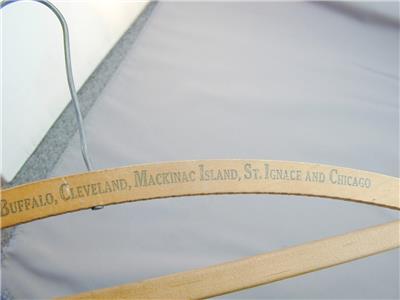 Buffalo, Cleveland, Mackinac Island, St. Ignace and Chicago